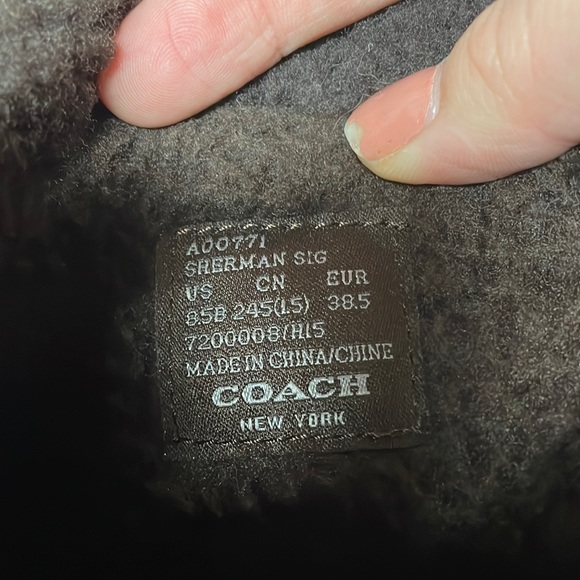 A00771
SHERMAN SIG
US CN EUR
8.5B 245(1.5) 38.5
7200008/H15
MADE IN CHINA/CHINE
COACH
NEW YORK